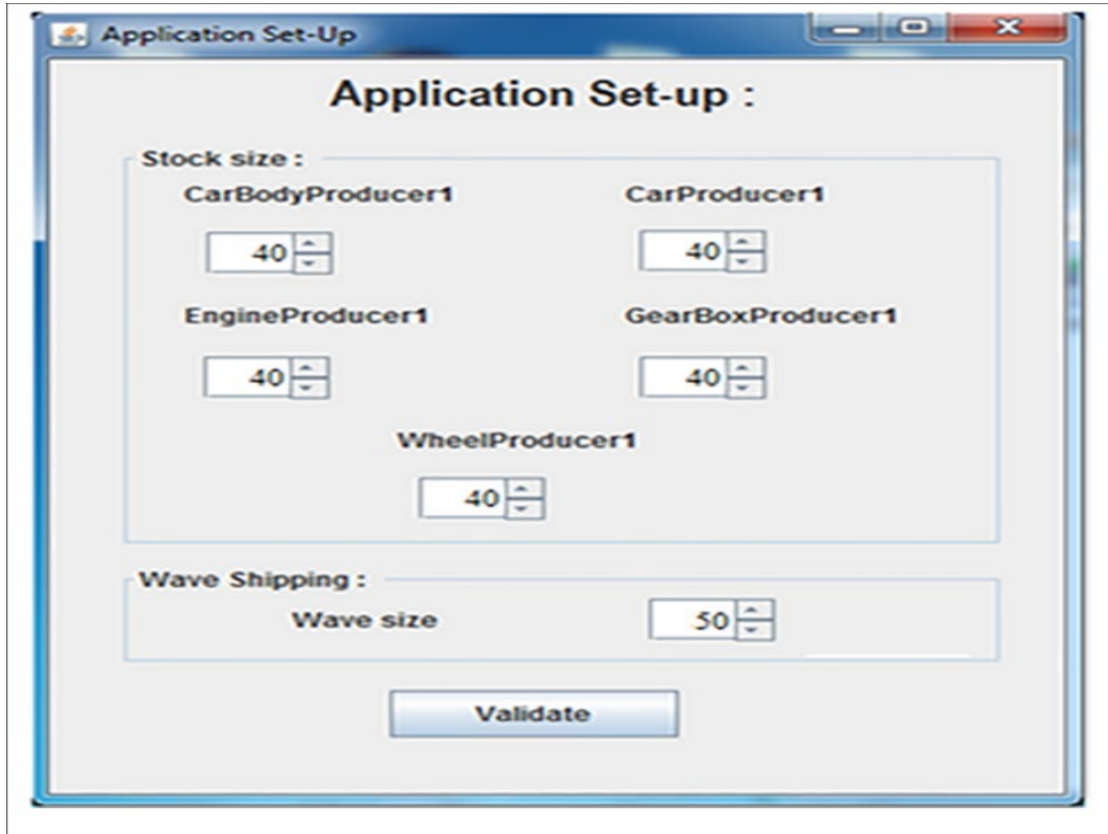 Application Set-Up
Application Set-up :
Stock size :
CarBodyProducer1 CarProducer1
40 40
EngineProducer1 GearBoxProducer1
40 40
WheelProducer1
40
Wave Shipping :
Wave size 50
Validate